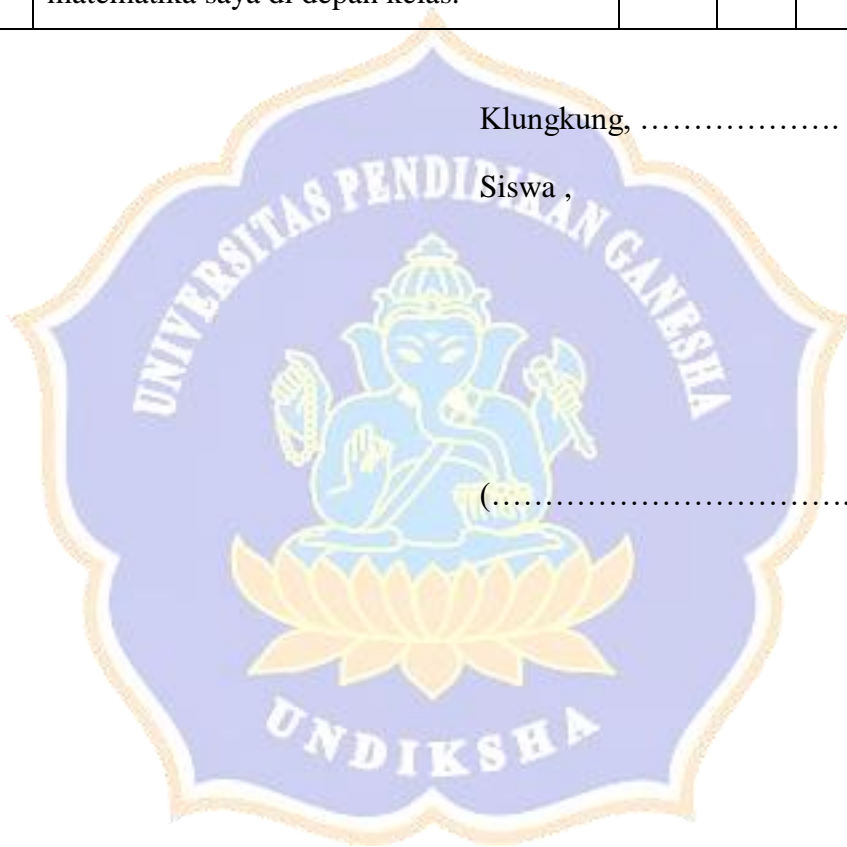 matematika saya di depan kelas.
Klungkung, ……………….
Siswa ,
(……………………………
UNIVERSITAS PENDIDIKAN GANESHA
UNDIKSHA